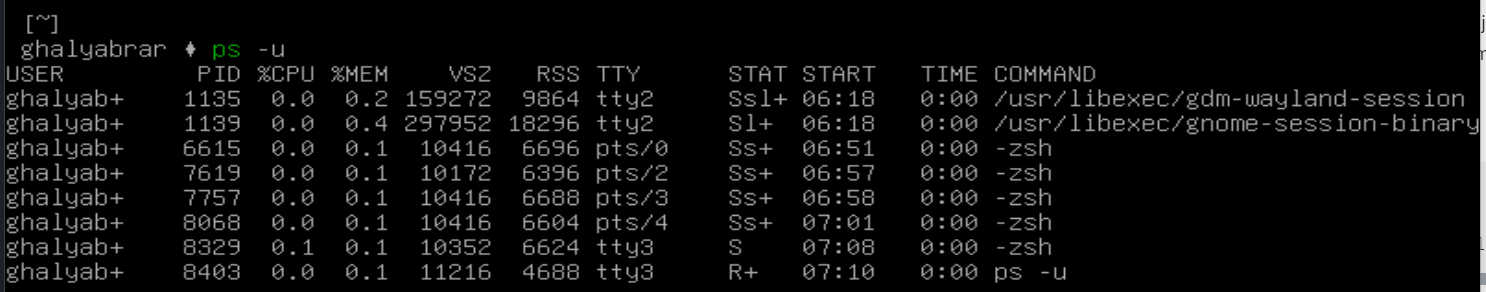 [~]
ghalyabrar ♦ ps -u
USER         PID %CPU %MEM    VSZ   RSS TTY      STAT START   TIME COMMAND
ghalyab+    1135  0.0  0.2 159272  9864 tty2     Ssl+ 06:18   0:00 /usr/libexec/gdm-wayland-session
ghalyab+    1139  0.0  0.4 297952 18296 tty2     Sl+  06:18   0:00 /usr/libexec/gnome-session-binary
ghalyab+    6615  0.0  0.1  10416  6696 pts/0    Ss+  06:51   0:00 -zsh
ghalyab+    7619  0.0  0.1  10172  6396 pts/2    Ss+  06:57   0:00 -zsh
ghalyab+    7757  0.0  0.1  10416  6688 pts/3    Ss+  06:58   0:00 -zsh
ghalyab+    8068  0.0  0.1  10416  6604 pts/4    Ss+  07:01   0:00 -zsh
ghalyab+    8329  0.1  0.1  10352  6624 tty3     S    07:08   0:00 -zsh
ghalyab+    8403  0.0  0.1  11216  4688 tty3     R+   07:10   0:00 ps -u